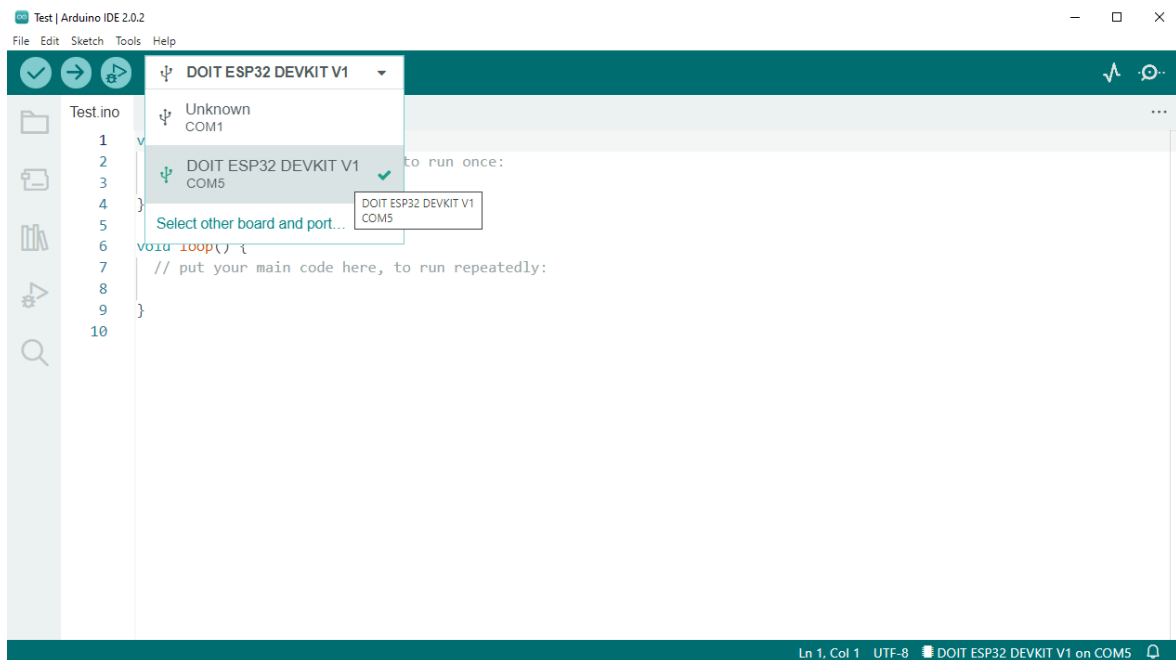 Test | Arduino IDE 2.0.2
File Edit Sketch Tools Help
DOIT ESP32 DEVKIT V1
Test.ino
Unknown
COM1
DOIT ESP32 DEVKIT V1
COM5
DOIT ESP32 DEVKIT V1
COM5
Select other board and port...
1 v
2 to run once:
3
4 }
5
6 void loop() {
7 // put your main code here, to run repeatedly:
8
9 }
10
Ln 1, Col 1 UTF-8 DOIT ESP32 DEVKIT V1 on COM5